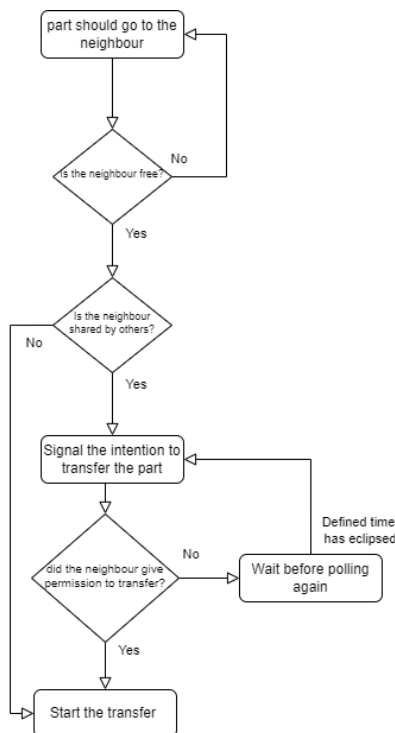 part should go to the
neighbour
Is the neighbour free?
No
Yes
Is the neighbour
shared by others?
No
Yes
Signal the intention to
transfer the part
Defined time
has eclipsed
did the neighbour give
permission to transfer?
No
Wait before polling
again
Yes
Start the transfer